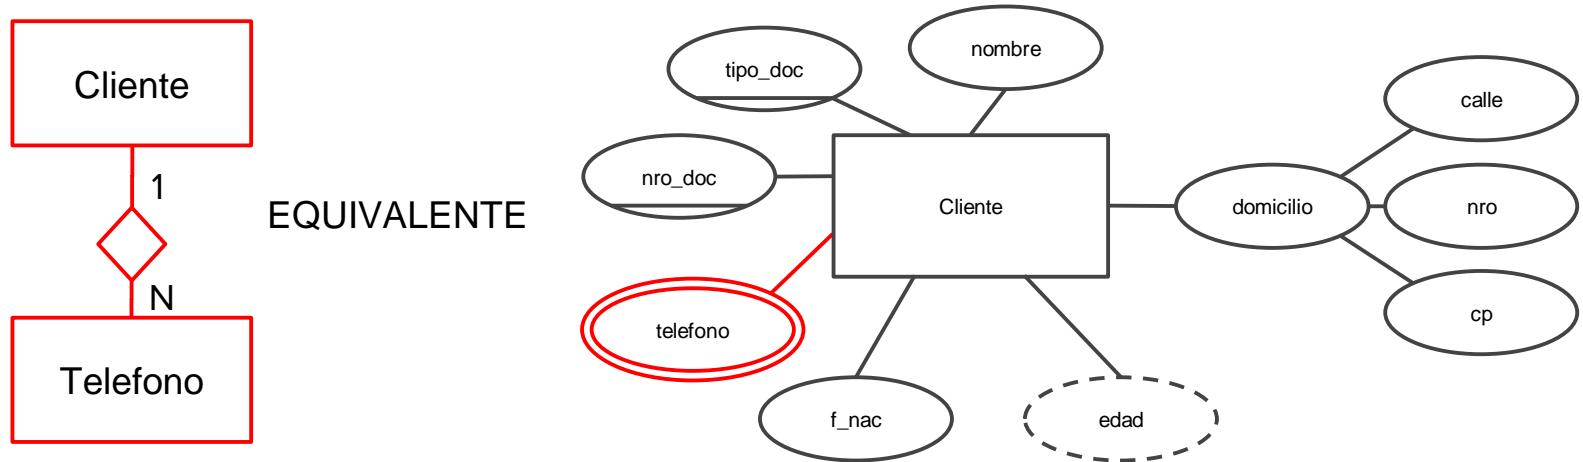 Cliente
1
N
Telefono
EQUIVALENTE
nombre
tipo_doc
nro_doc
Cliente
telefono
f_nac
edad
domicilio
calle
nro
cp